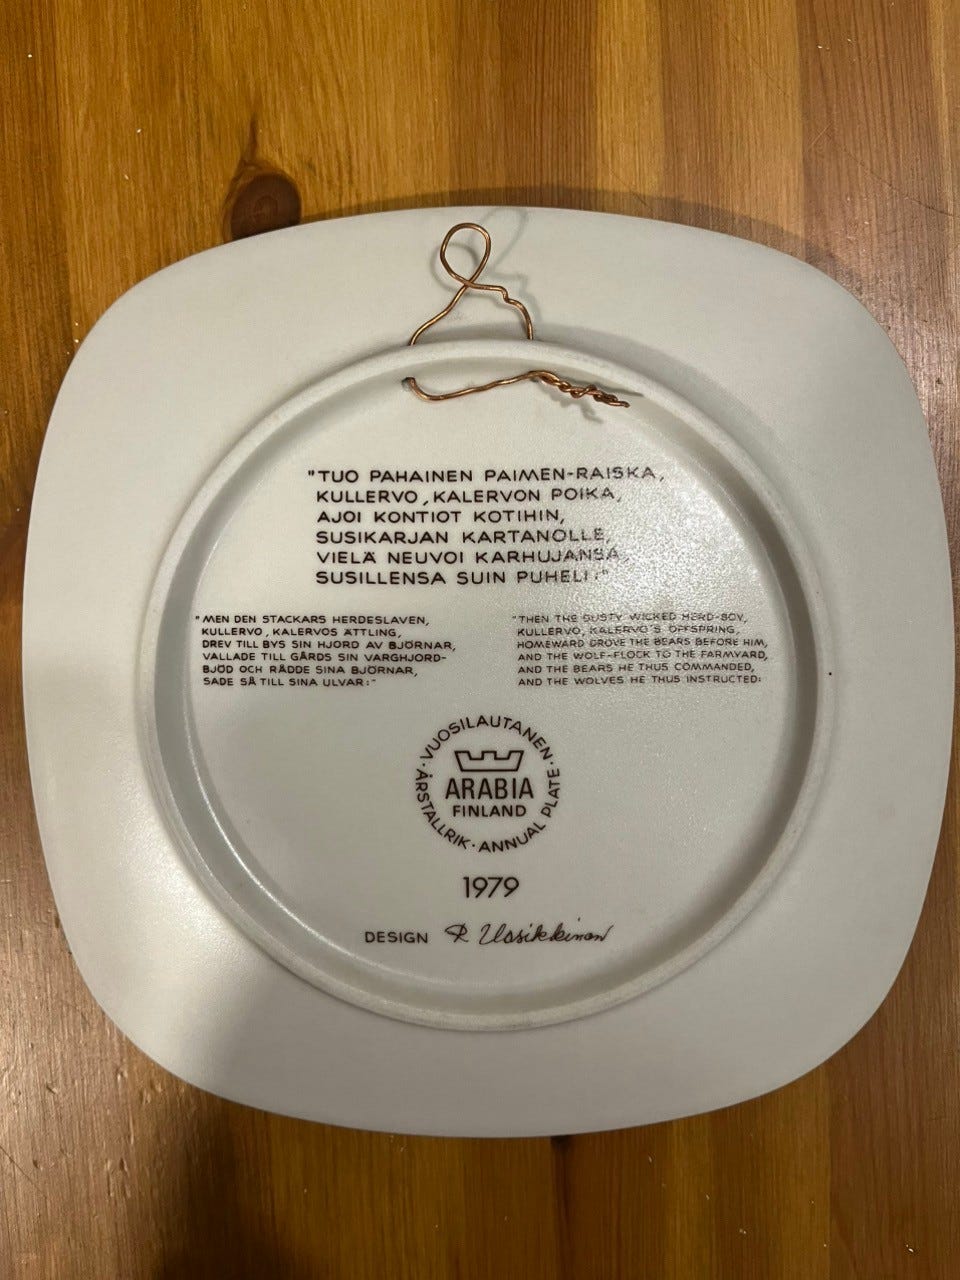 "TUO PAHAINEN PAIMEN-RAISKA,
KULLERVO, KALERVON POIKA,
AJOI KONTIOT KOTIHIN,
SUSIKARJAN KARTANOLLE,
VIELÄ NEUVOI KARHUJANSA,
SUSILLENSA SUIN PUHELI:"
"MEN DEN STACKARS HERDESLAVEN,
KULLERVO, KALERVOS ÄTTLING,
DREV TILL BYS SIN HJORD AV BJÖRNAR,
VALLADE TILL GÅRDS SIN VARGHJORD-
BJÖD OCH RÄDDE SINA BJÖRNAR,
SADE SÅ TILL SINA ULVAR:-"
"THEN THE DUSTY WICKED HERD-BOY,
KULLERVO, KALERVO'S OFFSPRING,
HOMEWARD DROVE THE BEARS BEFORE HIM,
AND THE WOLF-FLOCK TO THE FARMYARD,
AND THE BEARS HE THUS COMMANDED,
AND THE WOLVES HE THUS INSTRUCTED:
· VUOSILAUTANEN · ANNUAL PLATE · ÅRSTALLRIK
ARABIA
FINLAND
1979
DESIGN R. Uosikkinen